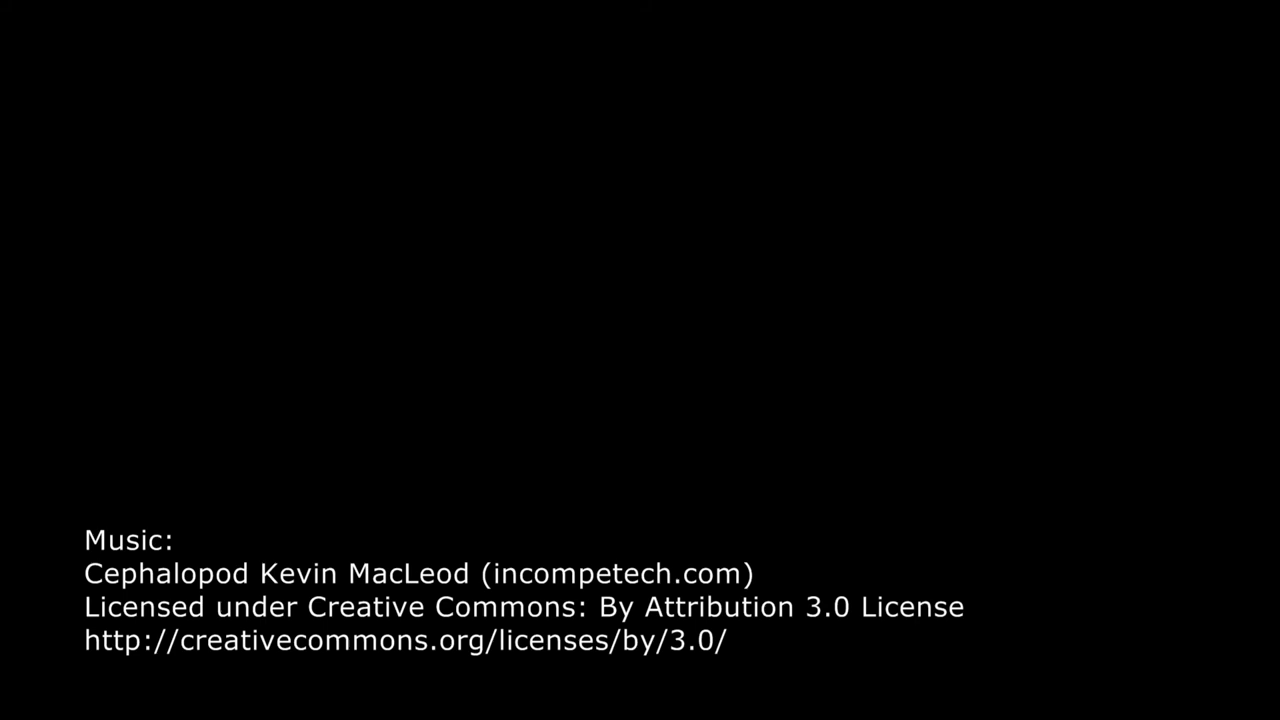 Music:
Cephalopod Kevin MacLeod (incompetech.com)
Licensed under Creative Commons: By Attribution 3.0 License
http://creativecommons.org/licenses/by/3.0/